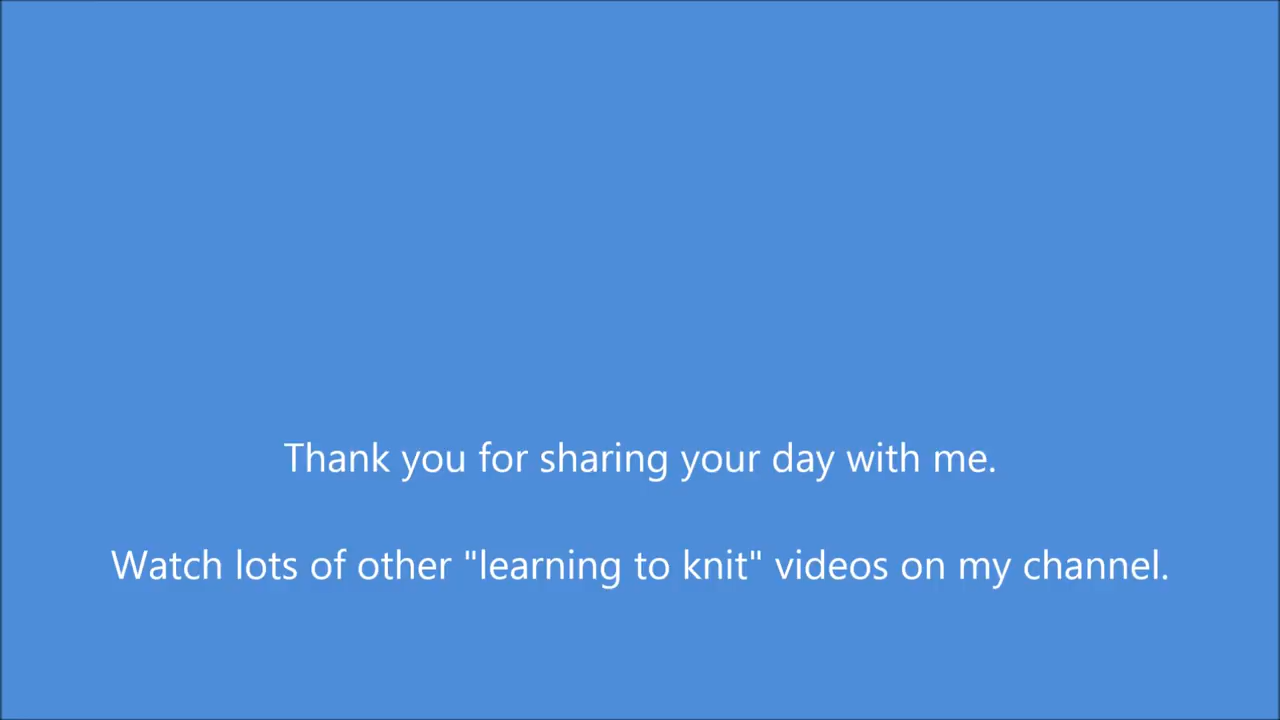 Thank you for sharing your day with me.
Watch lots of other "learning to knit" videos on my channel.